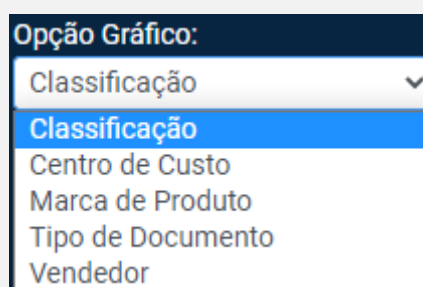 Opção Gráfico:
Classificação
Classificação
Centro de Custo
Marca de Produto
Tipo de Documento
Vendedor